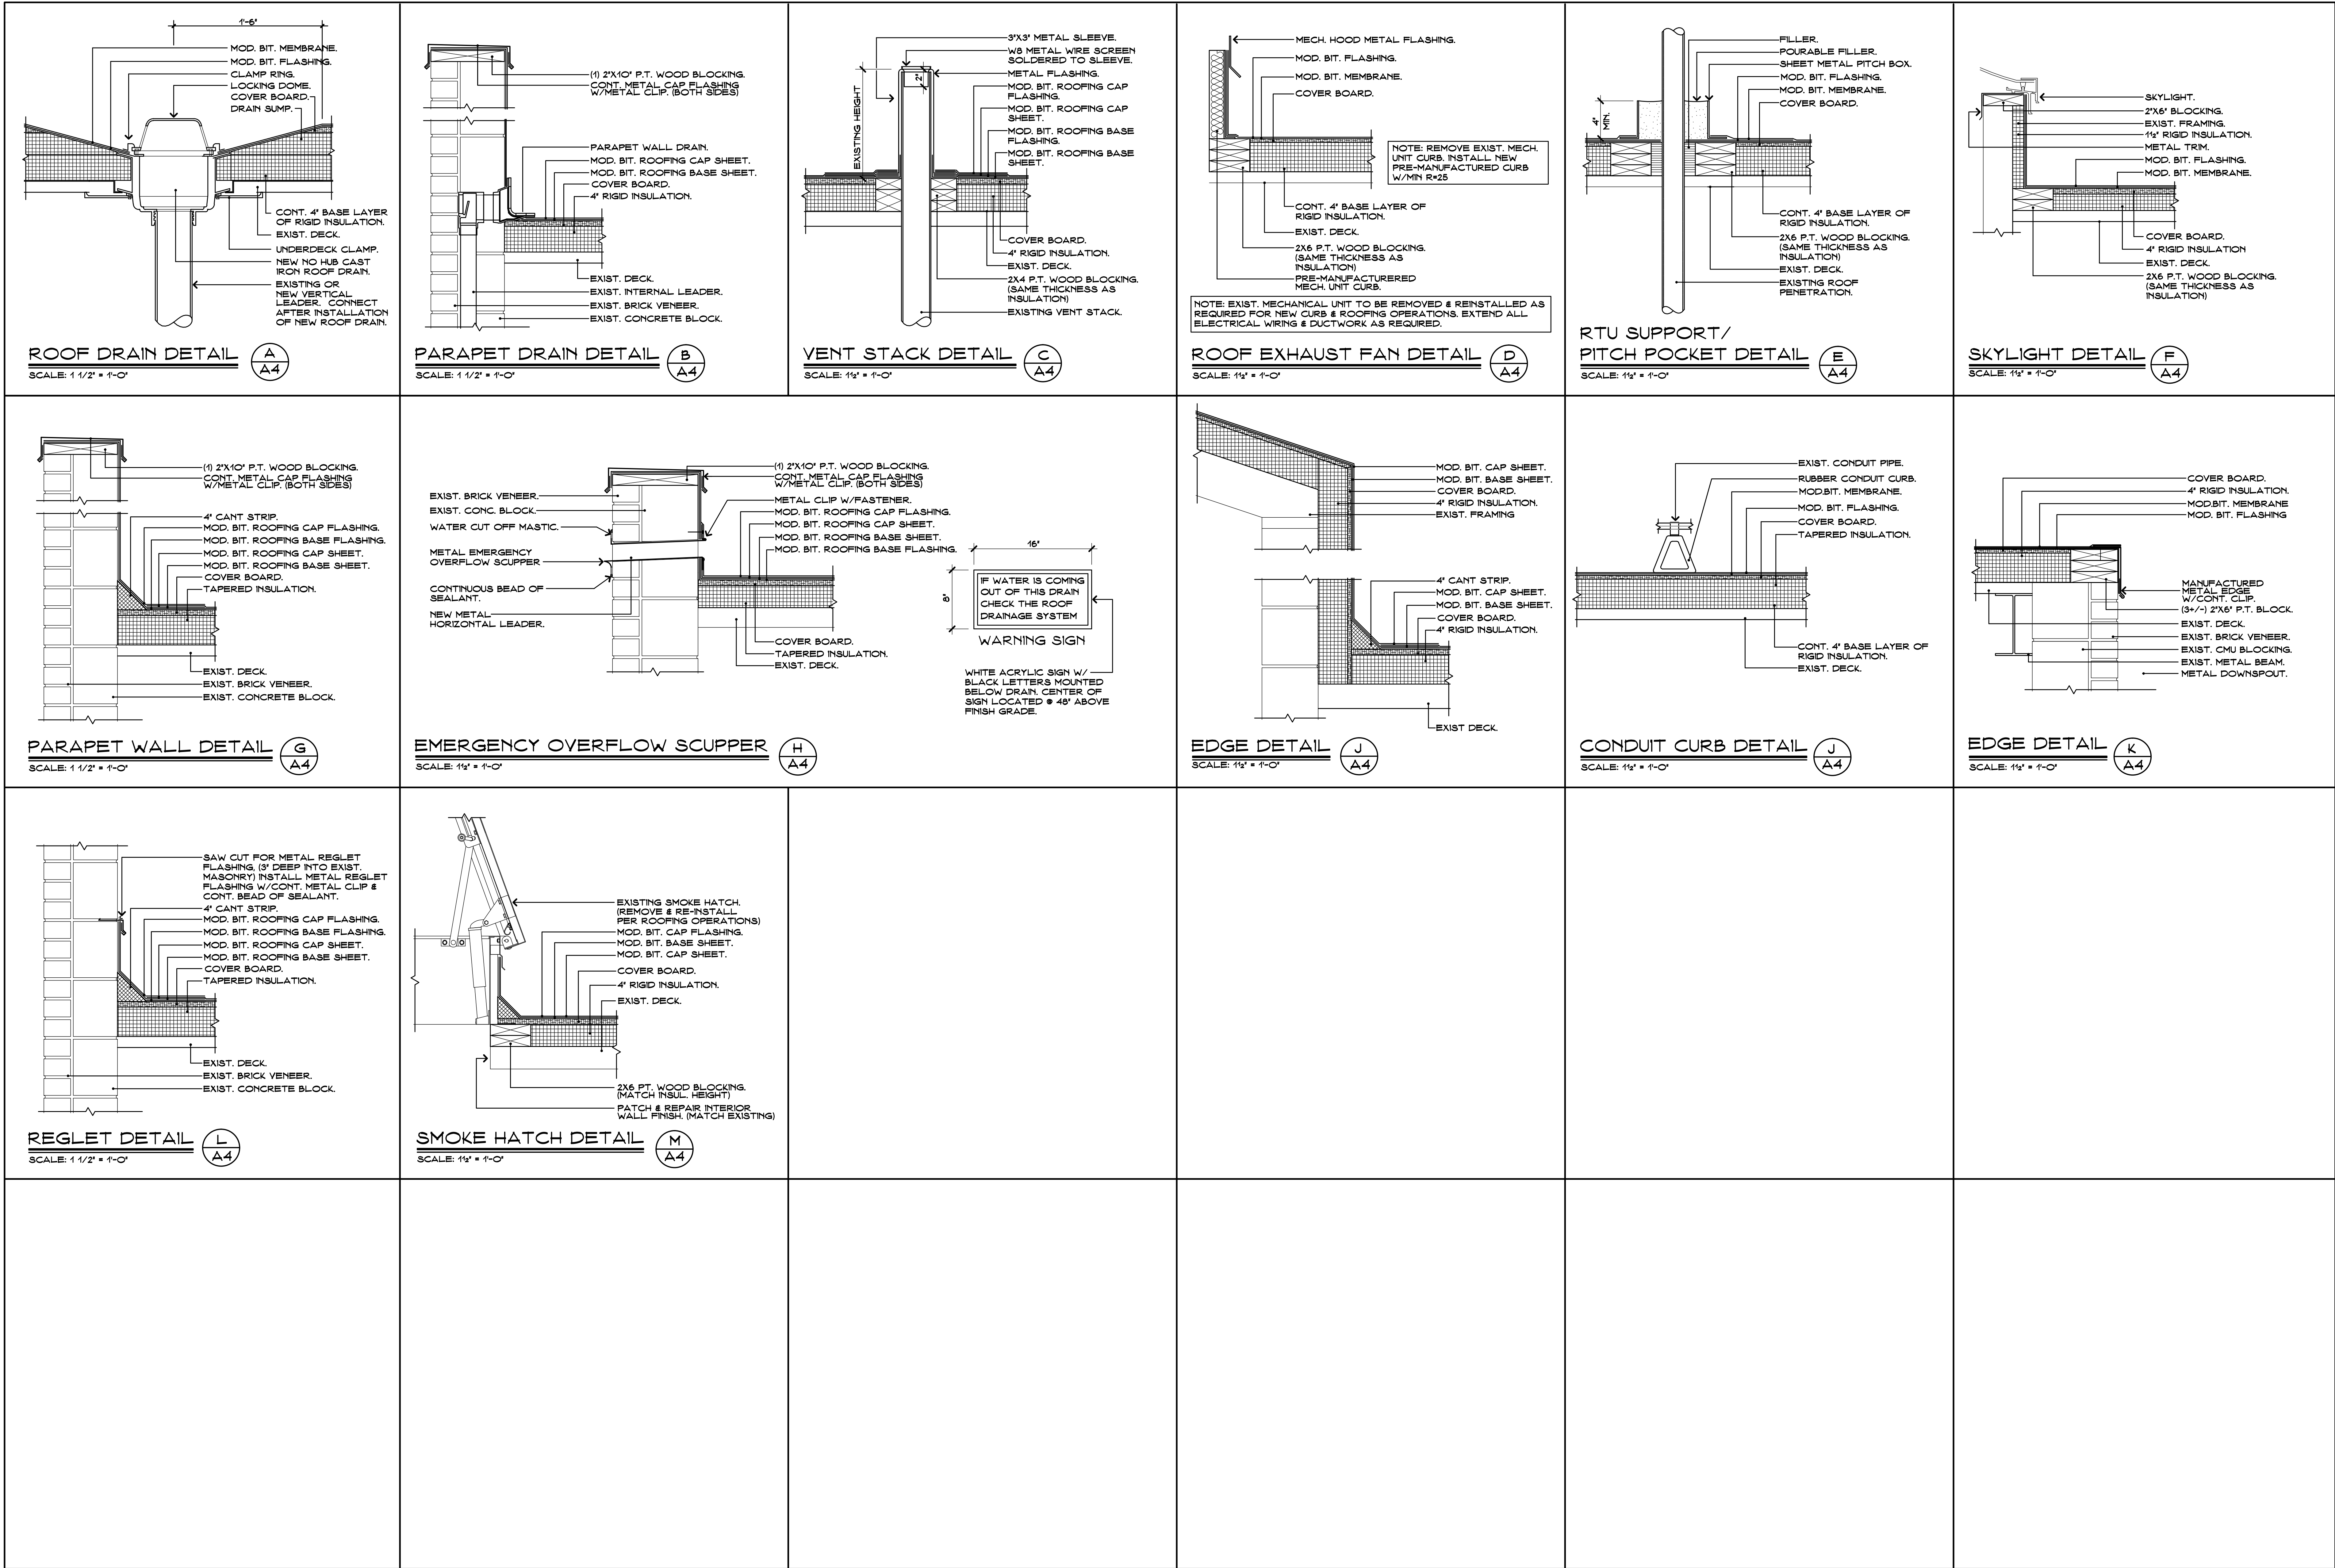 1'-6"
MOD. BIT. MEMBRANE.
MOD. BIT. FLASHING.
CLAMP RING.
LOCKING DOME.
COVER BOARD.
DRAIN SUMP.
CONT. 4" BASE LAYER
OF RIGID INSULATION.
EXIST. DECK.
UNDERDECK CLAMP.
NEW NO HUB CAST
IRON ROOF DRAIN.
EXISTING OR
NEW VERTICAL
LEADER. CONNECT
AFTER INSTALLATION
OF NEW ROOF DRAIN.
ROOF DRAIN DETAIL
A
A4
SCALE: 1 1/2" = 1'-0"
(1) 2"X10" P.T. WOOD BLOCKING.
CONT. METAL CAP FLASHING
W/METAL CLIP. (BOTH SIDES)
PARAPET WALL DRAIN.
MOD. BIT. ROOFING CAP SHEET.
MOD. BIT. ROOFING BASE SHEET.
COVER BOARD.
4" RIGID INSULATION.
EXIST. DECK.
EXIST. INTERNAL LEADER.
EXIST. BRICK VENEER.
EXIST. CONCRETE BLOCK.
PARAPET DRAIN DETAIL
B
A4
SCALE: 1 1/2" = 1'-0"
3"X3" METAL SLEEVE.
W8 METAL WIRE SCREEN
SOLDERED TO SLEEVE.
METAL FLASHING.
MOD. BIT. ROOFING CAP
FLASHING.
MOD. BIT. ROOFING CAP
SHEET.
MOD. BIT. ROOFING BASE
FLASHING.
MOD. BIT. ROOFING BASE
SHEET.
2"
EXISTING HEIGHT
COVER BOARD.
4" RIGID INSULATION.
EXIST. DECK.
2X4 P.T. WOOD BLOCKING.
(SAME THICKNESS AS
INSULATION)
EXISTING VENT STACK.
VENT STACK DETAIL
C
A4
SCALE: 1½" = 1'-0"
MECH. HOOD METAL FLASHING.
MOD. BIT. FLASHING.
MOD. BIT. MEMBRANE.
COVER BOARD.
NOTE: REMOVE EXIST. MECH.
UNIT CURB. INSTALL NEW
PRE-MANUFACTURED CURB
W/MIN R=25
CONT. 4" BASE LAYER OF
RIGID INSULATION.
EXIST. DECK.
2X6 P.T. WOOD BLOCKING.
(SAME THICKNESS AS
INSULATION)
PRE-MANUFACTURERED
MECH. UNIT CURB.
NOTE: EXIST. MECHANICAL UNIT TO BE REMOVED & REINSTALLED AS
REQUIRED FOR NEW CURB & ROOFING OPERATIONS. EXTEND ALL
ELECTRICAL WIRING & DUCTWORK AS REQUIRED.
ROOF EXHAUST FAN DETAIL
D
A4
SCALE: 1½" = 1'-0"
FILLER.
POURABLE FILLER.
SHEET METAL PITCH BOX.
MOD. BIT. FLASHING.
MOD. BIT. MEMBRANE.
COVER BOARD.
4"
MIN.
CONT. 4" BASE LAYER OF
RIGID INSULATION.
2X6 P.T. WOOD BLOCKING.
(SAME THICKNESS AS
INSULATION)
EXIST. DECK.
EXISTING ROOF
PENETRATION.
RTU SUPPORT/
PITCH POCKET DETAIL
E
A4
SCALE: 1½" = 1'-0"
SKYLIGHT.
2"X6" BLOCKING.
EXIST. FRAMING.
1½" RIGID INSULATION.
METAL TRIM.
MOD. BIT. FLASHING.
MOD. BIT. MEMBRANE.
COVER BOARD.
4" RIGID INSULATION
EXIST. DECK.
2X6 P.T. WOOD BLOCKING.
(SAME THICKNESS AS
INSULATION)
SKYLIGHT DETAIL
F
A4
SCALE: 1½" = 1'-0"
(1) 2"X10" P.T. WOOD BLOCKING.
CONT. METAL CAP FLASHING
W/METAL CLIP. (BOTH SIDES)
4" CANT STRIP.
MOD. BIT. ROOFING CAP FLASHING.
MOD. BIT. ROOFING BASE FLASHING.
MOD. BIT. ROOFING CAP SHEET.
MOD. BIT. ROOFING BASE SHEET.
COVER BOARD.
TAPERED INSULATION.
EXIST. DECK.
EXIST. BRICK VENEER.
EXIST. CONCRETE BLOCK.
PARAPET WALL DETAIL
G
A4
SCALE: 1 1/2" = 1'-0"
EXIST. BRICK VENEER.
EXIST. CONC. BLOCK.
WATER CUT OFF MASTIC.
METAL EMERGENCY
OVERFLOW SCUPPER
CONTINUOUS BEAD OF
SEALANT.
NEW METAL
HORIZONTAL LEADER.
(1) 2"X10" P.T. WOOD BLOCKING.
CONT. METAL CAP FLASHING
W/METAL CLIP. (BOTH SIDES)
METAL CLIP W/FASTENER.
MOD. BIT. ROOFING CAP FLASHING.
MOD. BIT. ROOFING CAP SHEET.
MOD. BIT. ROOFING BASE SHEET.
MOD. BIT. ROOFING BASE FLASHING.
COVER BOARD.
TAPERED INSULATION.
EXIST. DECK.
16"
8"
IF WATER IS COMING
OUT OF THIS DRAIN
CHECK THE ROOF
DRAINAGE SYSTEM
WARNING SIGN
WHITE ACRYLIC SIGN W/
BLACK LETTERS MOUNTED
BELOW DRAIN. CENTER OF
SIGN LOCATED @ 48" ABOVE
FINISH GRADE.
EMERGENCY OVERFLOW SCUPPER
H
A4
SCALE: 1½" = 1'-0"
MOD. BIT. CAP SHEET.
MOD. BIT. BASE SHEET.
COVER BOARD.
4" RIGID INSULATION.
EXIST. FRAMING
4" CANT STRIP.
MOD. BIT. CAP SHEET.
MOD. BIT. BASE SHEET.
COVER BOARD.
4" RIGID INSULATION.
EXIST DECK.
EDGE DETAIL
J
A4
SCALE: 1½" = 1'-0"
EXIST. CONDUIT PIPE.
RUBBER CONDUIT CURB.
MOD.BIT. MEMBRANE.
MOD. BIT. FLASHING.
COVER BOARD.
TAPERED INSULATION.
CONT. 4" BASE LAYER OF
RIGID INSULATION.
EXIST. DECK.
CONDUIT CURB DETAIL
J
A4
SCALE: 1½" = 1'-0"
COVER BOARD.
4" RIGID INSULATION.
MOD.BIT. MEMBRANE
MOD. BIT. FLASHING
MANUFACTURED
METAL EDGE
W/CONT. CLIP.
(3+/-) 2"X6" P.T. BLOCK.
EXIST. DECK.
EXIST. BRICK VENEER.
EXIST. CMU BLOCKING.
EXIST. METAL BEAM.
METAL DOWNSPOUT.
EDGE DETAIL
K
A4
SCALE: 1½" = 1'-0"
SAW CUT FOR METAL REGLET
FLASHING, (3" DEEP INTO EXIST.
MASONRY) INSTALL METAL REGLET
FLASHING W/CONT. METAL CLIP &
CONT. BEAD OF SEALANT.
4" CANT STRIP.
MOD. BIT. ROOFING CAP FLASHING.
MOD. BIT. ROOFING BASE FLASHING.
MOD. BIT. ROOFING CAP SHEET.
MOD. BIT. ROOFING BASE SHEET.
COVER BOARD.
TAPERED INSULATION.
EXIST. DECK.
EXIST. BRICK VENEER.
EXIST. CONCRETE BLOCK.
REGLET DETAIL
L
A4
SCALE: 1 1/2" = 1'-0"
EXISTING SMOKE HATCH.
(REMOVE & RE-INSTALL
PER ROOFING OPERATIONS)
MOD. BIT. CAP FLASHING.
MOD. BIT. BASE SHEET.
MOD. BIT. CAP SHEET.
COVER BOARD.
4" RIGID INSULATION.
EXIST. DECK.
2X6 PT. WOOD BLOCKING.
(MATCH INSUL. HEIGHT)
PATCH & REPAIR INTERIOR
WALL FINISH. (MATCH EXISTING)
SMOKE HATCH DETAIL
M
A4
SCALE: 1½" = 1'-0"